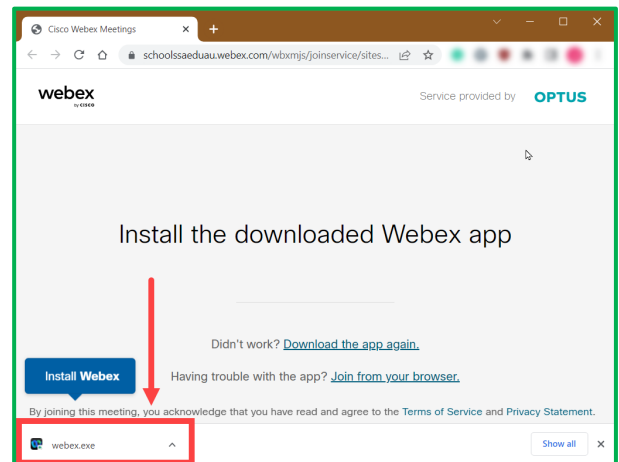 Cisco Webex Meetings
schoolssaeduau.webex.com/wbxmjs/joinservice/sites...
webex
by CISCO
Service provided by OPTUS
Install the downloaded Webex app
Didn't work? Download the app again.
Install Webex
Having trouble with the app? Join from your browser.
By joining this meeting, you acknowledge that you have read and agree to the Terms of Service and Privacy Statement.
webex.exe
Show all